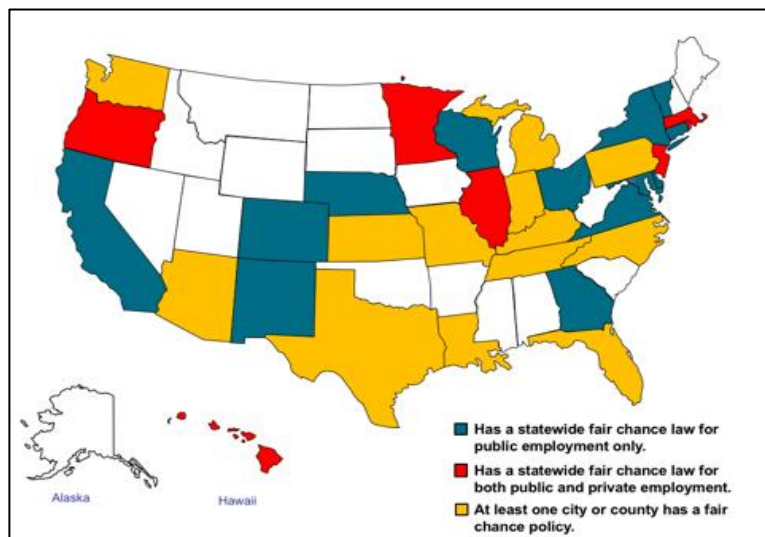 Has a statewide fair chance law for
public employment only.
Has a statewide fair chance law for
both public and private employment.
At least one city or county has a fair
chance policy.
Alaska
Hawaii